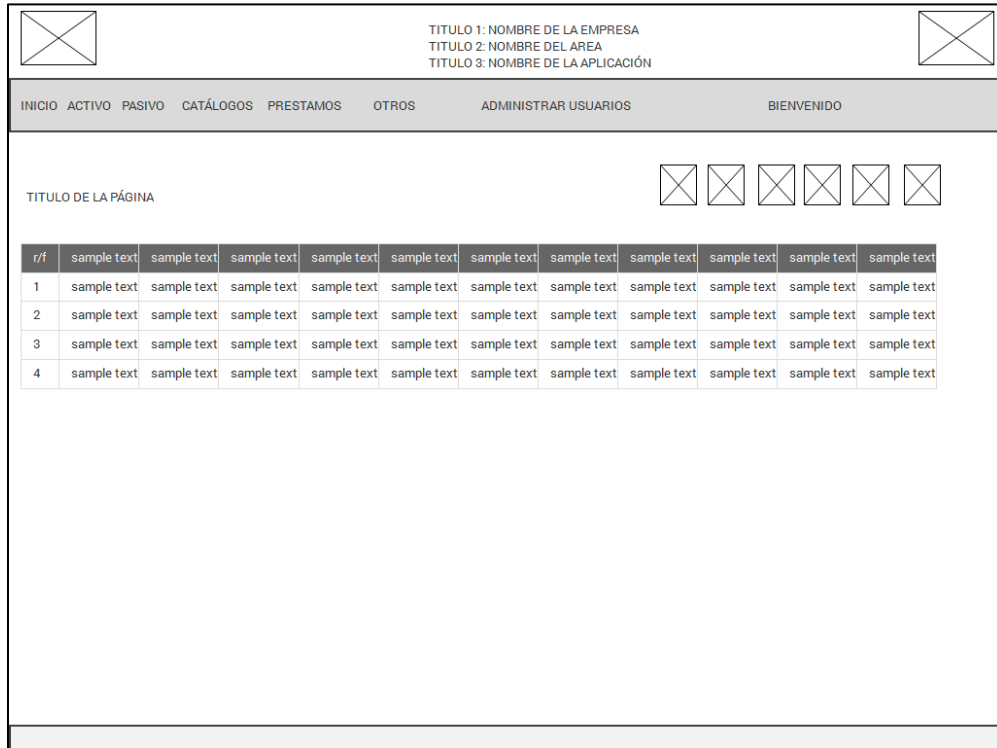 TITULO 1: NOMBRE DE LA EMPRESA
TITULO 2: NOMBRE DEL AREA
TITULO 3: NOMBRE DE LA APLICACIÓN
INICIO ACTIVO PASIVO CATÁLOGOS PRESTAMOS OTROS ADMINISTRAR USUARIOS BIENVENIDO
TITULO DE LA PÁGINA
r/f sample text sample text sample text sample text sample text sample text sample text sample text sample text sample text sample text
1 sample text sample text sample text sample text sample text sample text sample text sample text sample text sample text sample text
2 sample text sample text sample text sample text sample text sample text sample text sample text sample text sample text sample text
3 sample text sample text sample text sample text sample text sample text sample text sample text sample text sample text sample text
4 sample text sample text sample text sample text sample text sample text sample text sample text sample text sample text sample text